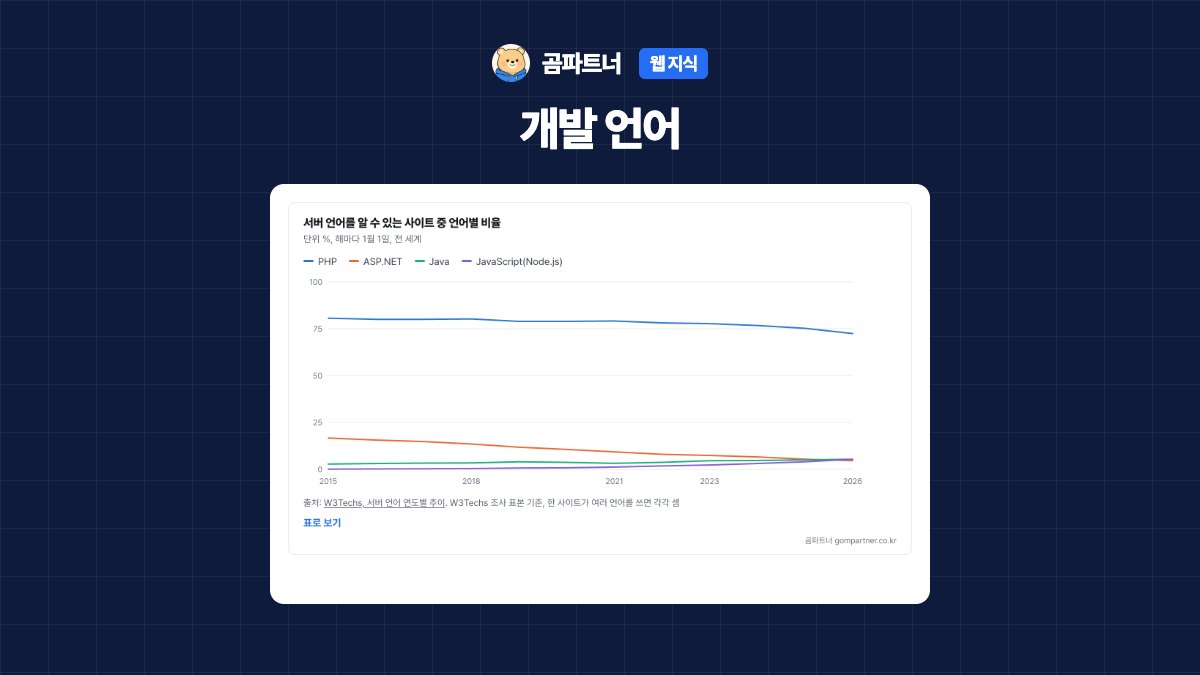 곰파트너 웹 지식
개발 언어
서버 언어를 알 수 있는 사이트 중 언어별 비율
단위 %, 해마다 1월 1일, 전 세계
PHP ASP.NET Java JavaScript(Node.js)
100
75
50
25
0
2015 2018 2021 2023 2026
출처: W3Techs, 서버 언어 연도별 추이. W3Techs 조사 표본 기준, 한 사이트가 여러 언어를 쓰면 각각 셈
표로 보기
곰파트너 gompartner.co.kr